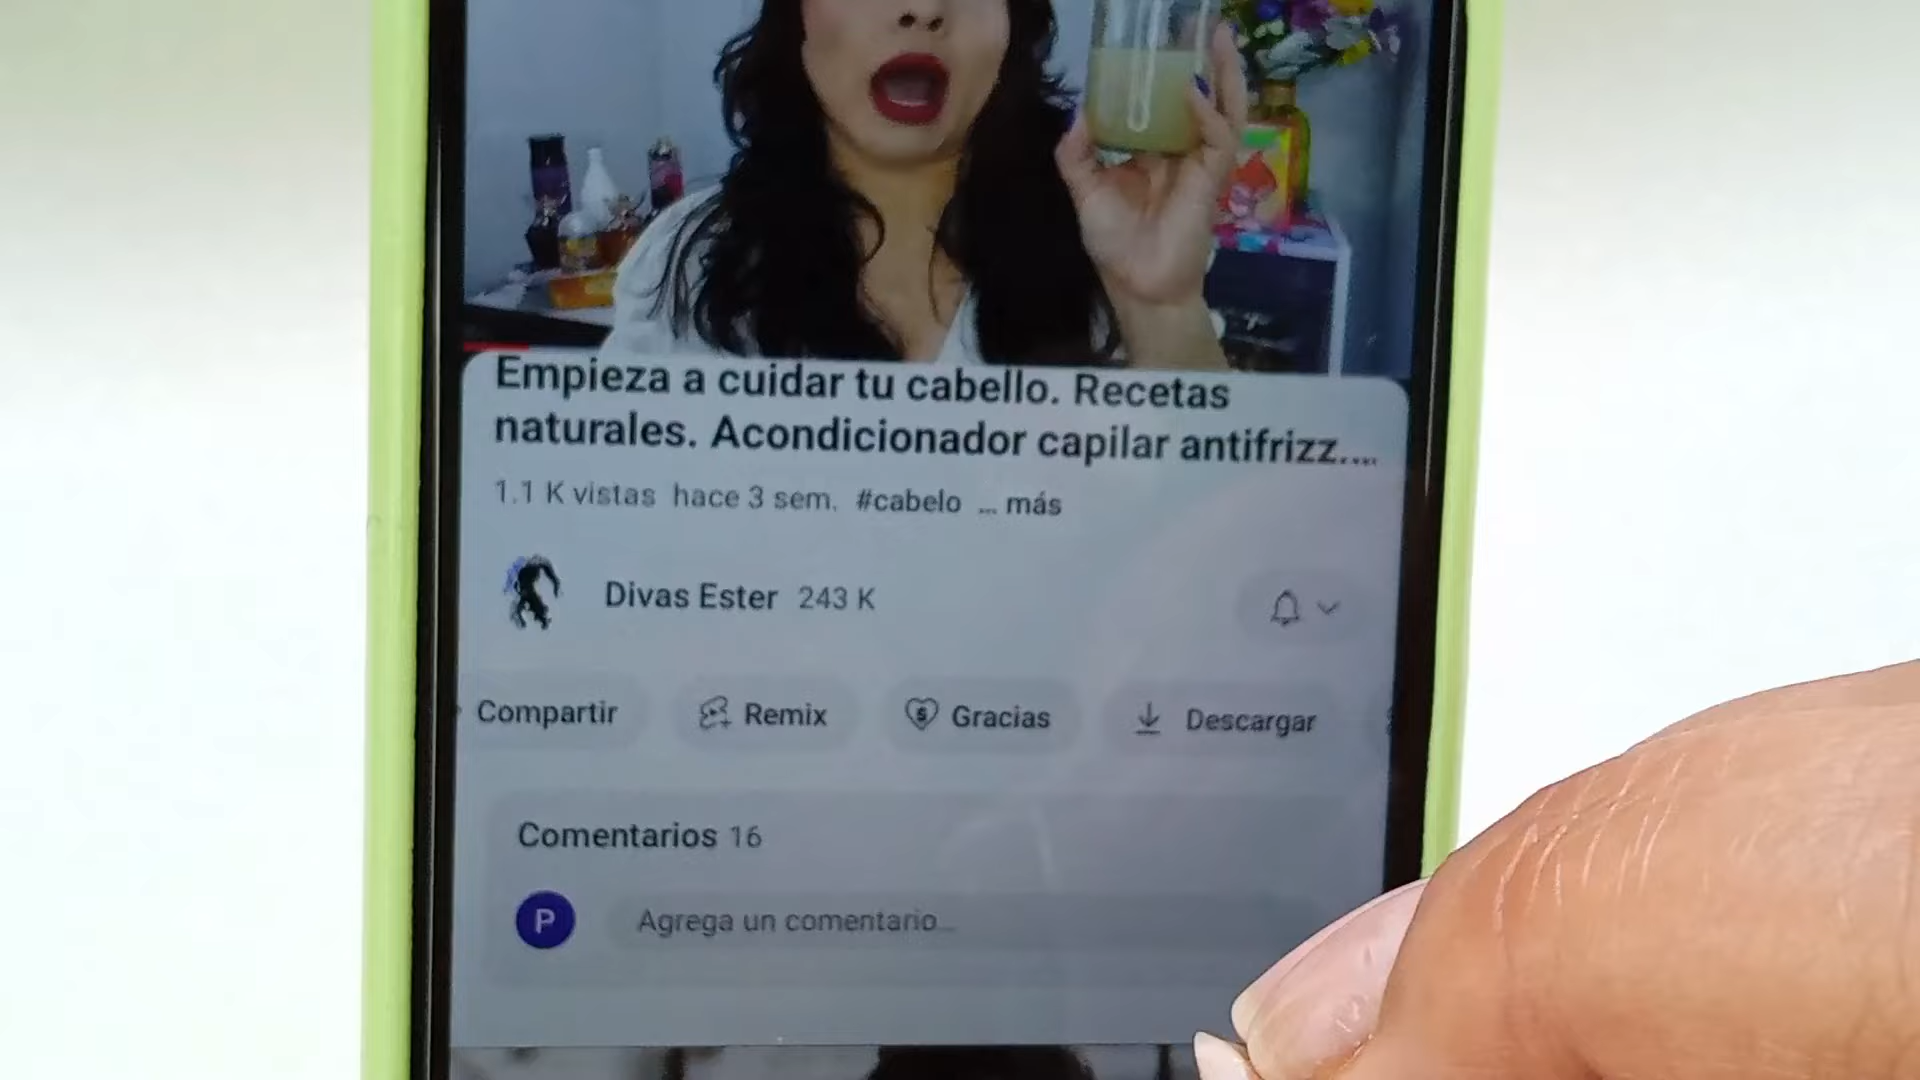 Empieza a cuidar tu cabello. Recetas
naturales. Acondicionador capilar antifrizz....
1.1 K vistas hace 3 sem. #cabelo ... más
Divas Ester 243 K
Compartir Remix Gracias Descargar
Comentarios 16
P Agrega un comentario...